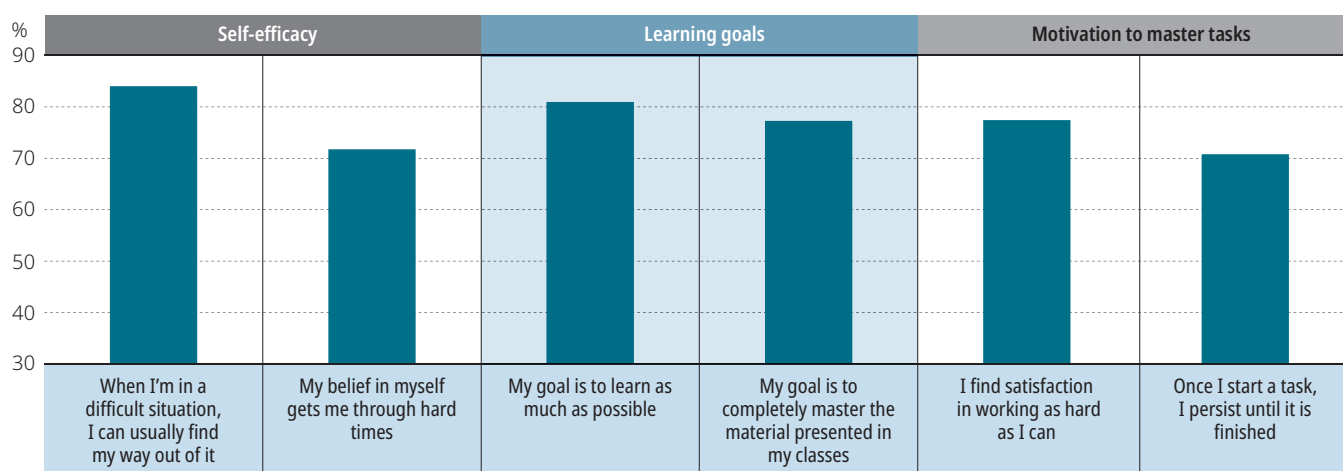 %
Self-efficacy
Learning goals
Motivation to master tasks
90
80
70
60
50
40
30
When I’m in a
difficult situation,
I can usually find
my way out of it
My belief in myself
gets me through hard
times
My goal is to learn as
much as possible
My goal is to
completely master the
material presented in
my classes
I find satisfaction
in working as hard
as I can
Once I start a task,
I persist until it is
finished